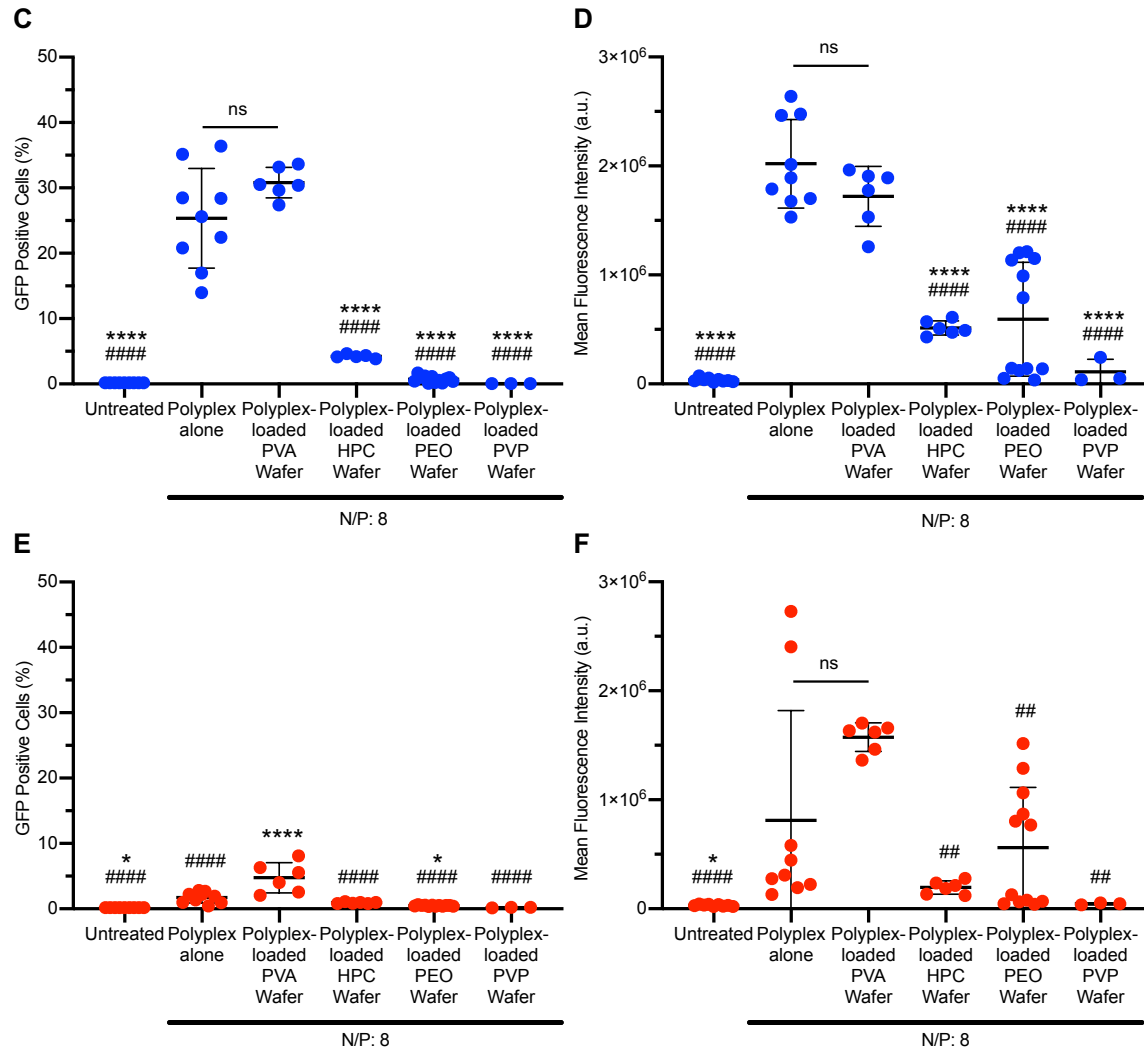 C
GFP Positive Cells (%)
50
40
30
20
10
0
ns
****
####
****
####
****
####
****
####
Untreated
Polyplex
alone
Polyplex-
loaded
PVA
Wafer
Polyplex-
loaded
HPC
Wafer
Polyplex-
loaded
PEO
Wafer
Polyplex-
loaded
PVP
Wafer
N/P: 8
D
Mean Fluorescence Intensity (a.u.)
3×10⁶
2×10⁶
1×10⁶
0
ns
****
####
****
####
****
####
****
####
Untreated
Polyplex
alone
Polyplex-
loaded
PVA
Wafer
Polyplex-
loaded
HPC
Wafer
Polyplex-
loaded
PEO
Wafer
Polyplex-
loaded
PVP
Wafer
N/P: 8
E
GFP Positive Cells (%)
50
40
30
20
10
0
*
####
####
****
####
*
####
####
Untreated
Polyplex
alone
Polyplex-
loaded
PVA
Wafer
Polyplex-
loaded
HPC
Wafer
Polyplex-
loaded
PEO
Wafer
Polyplex-
loaded
PVP
Wafer
N/P: 8
F
Mean Fluorescence Intensity (a.u.)
3×10⁶
2×10⁶
1×10⁶
0
*
####
ns
##
##
##
Untreated
Polyplex
alone
Polyplex-
loaded
PVA
Wafer
Polyplex-
loaded
HPC
Wafer
Polyplex-
loaded
PEO
Wafer
Polyplex-
loaded
PVP
Wafer
N/P: 8